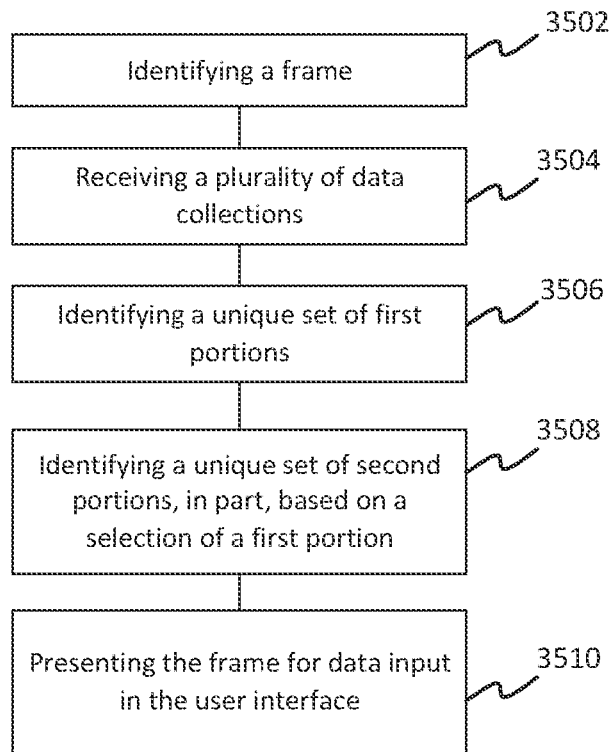 3502
Identifying a frame
3504
Receiving a plurality of data
collections
3506
Identifying a unique set of first
portions
3508
Identifying a unique set of second
portions, in part, based on a
selection of a first portion
Presenting the frame for data input
in the user interface
3510